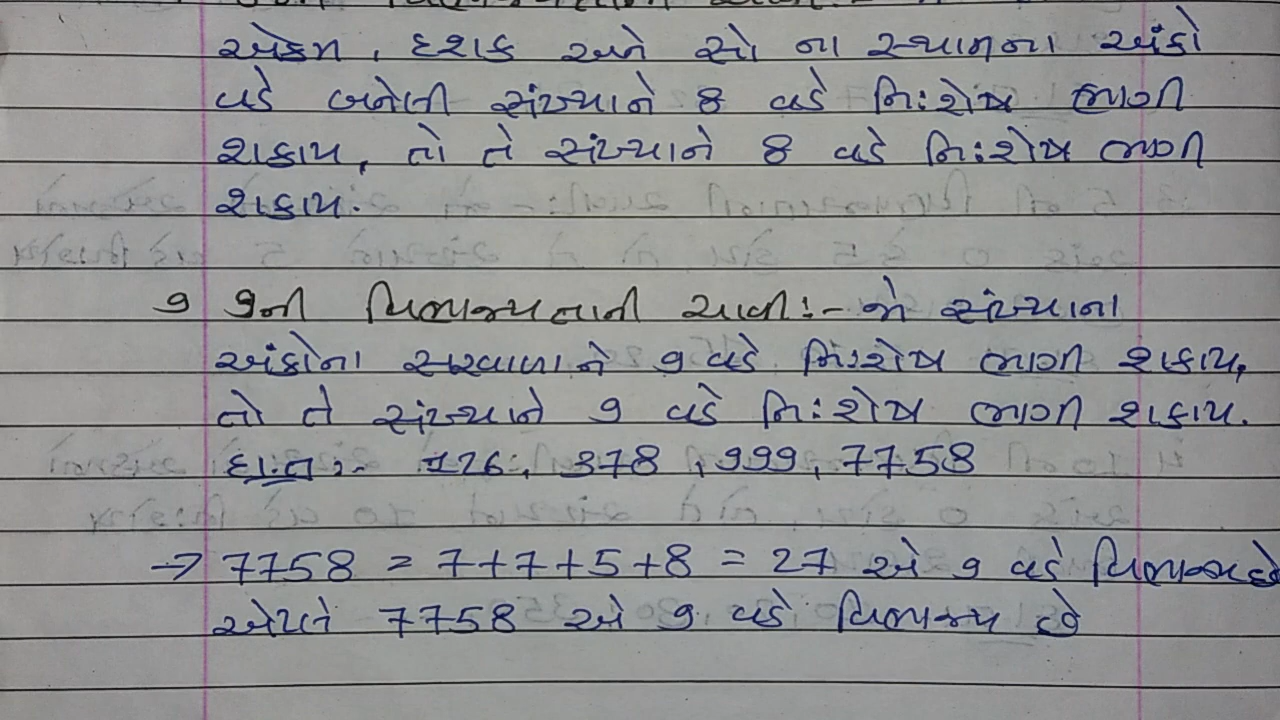 એકમ, દશક અને સો ના સ્થાનના અંકો
વડે બનેલી સંખ્યાને 8 વડે નિઃશેષ ભાગી
શકાય, તો તે સંખ્યાને 8 વડે નિઃશેષ ભાગી
શકાય.
9 9ની વિભાજ્યતાની ચાવી:- જે સંખ્યાના
અંકોના સરવાળાને 9 વડે નિઃશેષ ભાગી શકાય,
તો તે સંખ્યાને 9 વડે નિઃશેષ ભાગી શકાય.
દા.ત :- 126, 378, 999, 7758
→ 7758 = 7+7+5+8 = 27 એ 9 વડે વિભાજ્ય છે
એટલે 7758 એ 9 વડે વિભાજ્ય છે